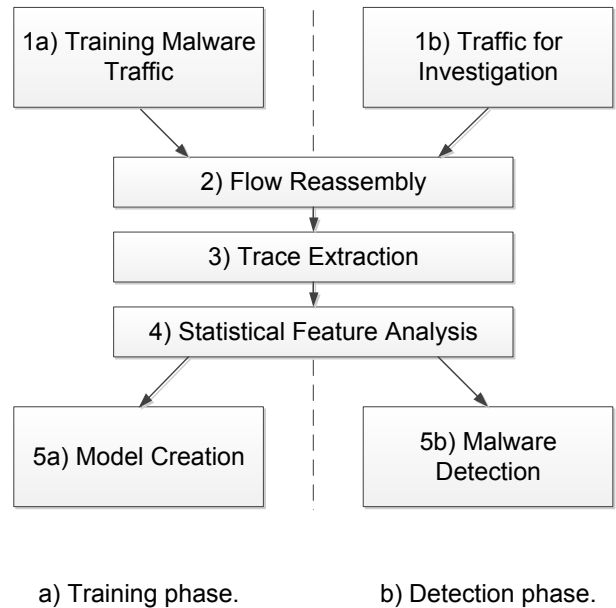 1a) Training Malware
Traffic
1b) Traffic for
Investigation
2) Flow Reassembly
3) Trace Extraction
4) Statistical Feature Analysis
5a) Model Creation
5b) Malware
Detection
a) Training phase.
b) Detection phase.